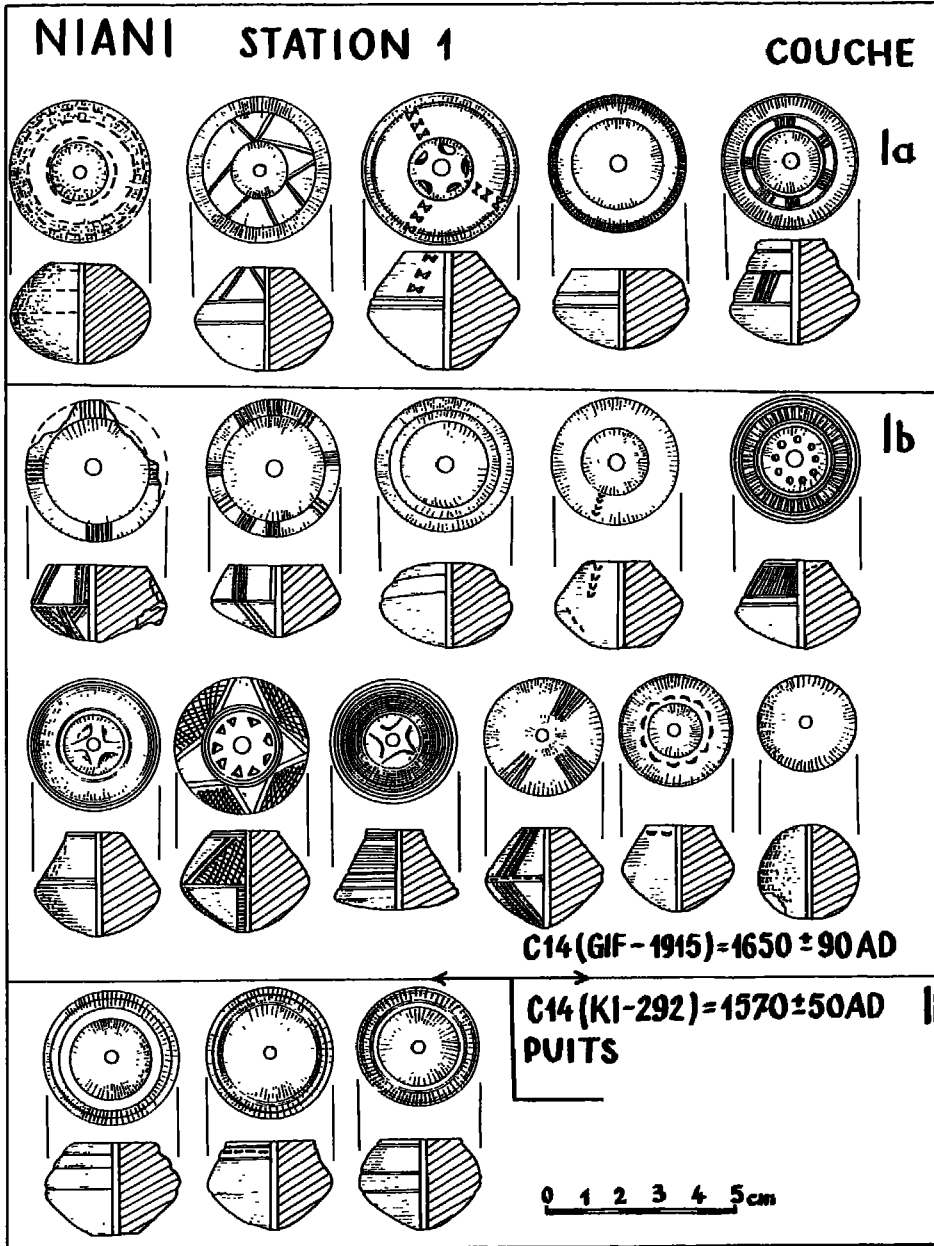 NIANI STATION 1 COUCHE
Ia
Ib
C14 (GIF-1915)=1650±90AD
C14 (KI-292)=1570±50AD
PUITS
0 1 2 3 4 5cm